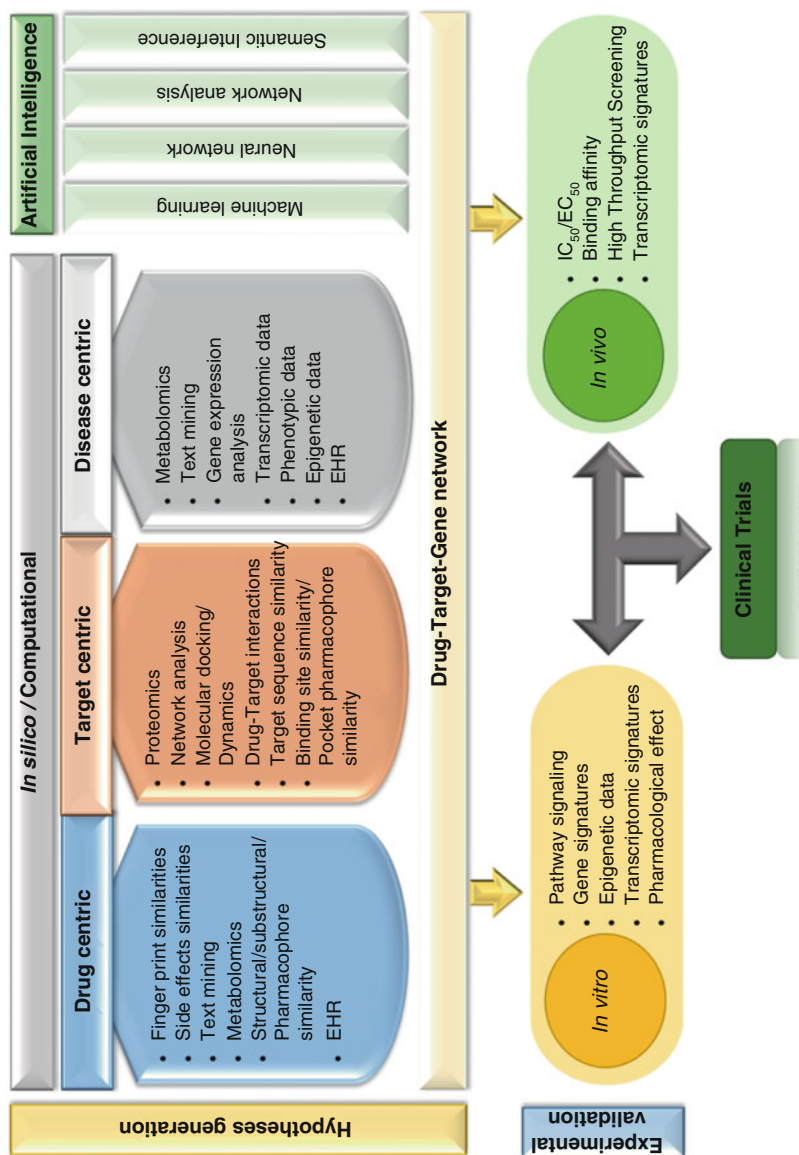 Hypotheses generation
In silico / Computational
Drug centric
Finger print similarities
Side effects similarities
Text mining
Metabolomics
Structural/substructural/
Pharmacophore
similarity
EHR
Target centric
Proteomics
Network analysis
Molecular docking/
Dynamics
Drug-Target interactions
Target sequence similarity
Binding site similarity/
Pocket pharmacophore
similarity
Disease centric
Metabolomics
Text mining
Gene expression
analysis
Transcriptomic data
Phenotypic data
Epigenetic data
EHR
Artificial Intelligence
Machine learning
Neural network
Network analysis
Semantic Interference
Drug-Target-Gene network
Experimental
validation
In vitro
Pathway signaling
Gene signatures
Epigenetic data
Transcriptomic signatures
Pharmacological effect
In vivo
IC50/EC50
Binding affinity
High Throughput Screening
Transcriptomic signatures
Clinical Trials